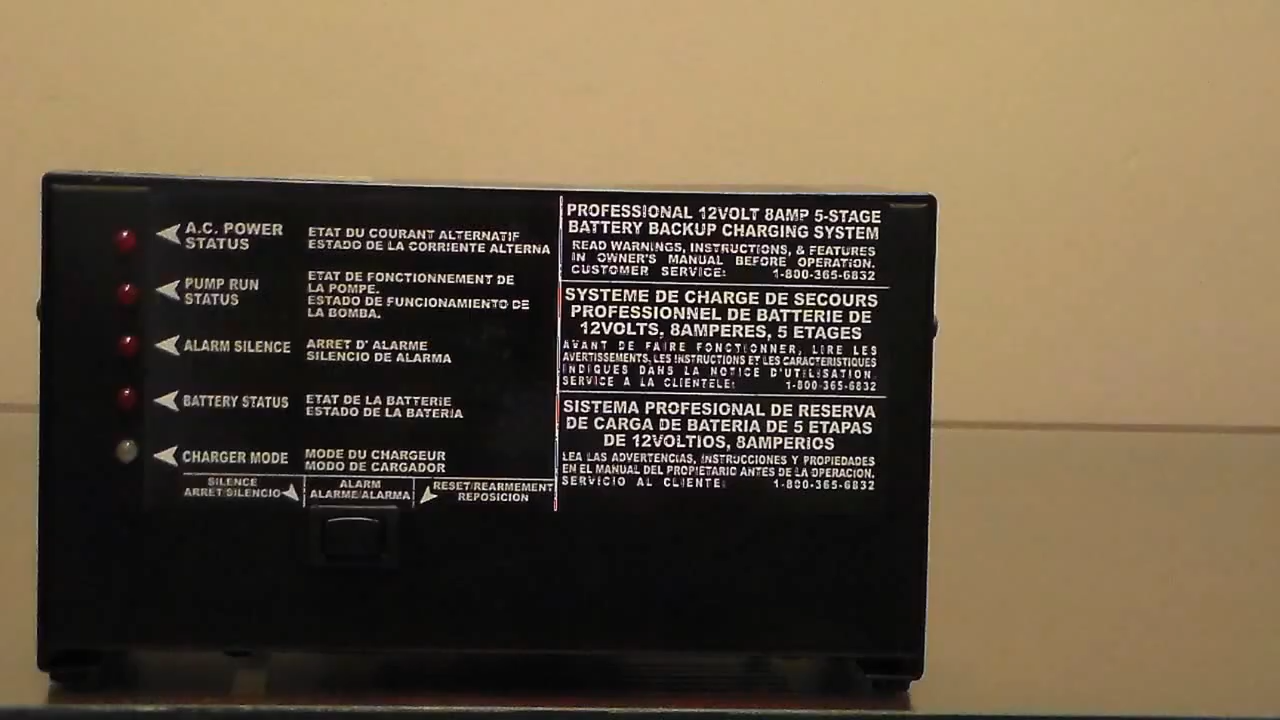 A.C. POWER
STATUS
ETAT DU COURANT ALTERNATIF
ESTADO DE LA CORRIENTE ALTERNA
PUMP RUN
STATUS
ETAT DE FONCTIONNEMENT DE
LA POMPE.
ESTADO DE FUNCIONAMIENTO DE
LA BOMBA.
ALARM SILENCE
ARRET D' ALARME
SILENCIO DE ALARMA
BATTERY STATUS
ETAT DE LA BATTERIE
ESTADO DE LA BATERIA
CHARGER MODE
MODE DU CHARGEUR
MODO DE CARGADOR
SILENCE
ARRET/SILENCIO
ALARM
ALARME/ALARMA
RESET/REARMEMENT
REPOSICION
PROFESSIONAL 12VOLT 8AMP 5-STAGE
BATTERY BACKUP CHARGING SYSTEM
READ WARNINGS, INSTRUCTIONS, & FEATURES
IN OWNER'S MANUAL BEFORE OPERATION.
CUSTOMER SERVICE: 1-800-365-6832
SYSTEME DE CHARGE DE SECOURS
PROFESSIONNEL DE BATTERIE DE
12VOLTS, 8AMPERES, 5 ETAGES
AVANT DE FAIRE FONCTIONNER, LIRE LES
AVERTISSEMENTS, LES INSTRUCTIONS ET LES CARACTERISTIQUES
INDIQUES DANS LA NOTICE D'UTILISATION.
SERVICE A LA CLIENTELE: 1-800-365-6832
SISTEMA PROFESIONAL DE RESERVA
DE CARGA DE BATERIA DE 5 ETAPAS
DE 12VOLTIOS, 8AMPERIOS
LEA LAS ADVERTENCIAS, INSTRUCCIONES Y PROPIEDADES
EN EL MANUAL DEL PROPIETARIO ANTES DE LA OPERACION.
SERVICIO AL CLIENTE: 1-800-365-6832